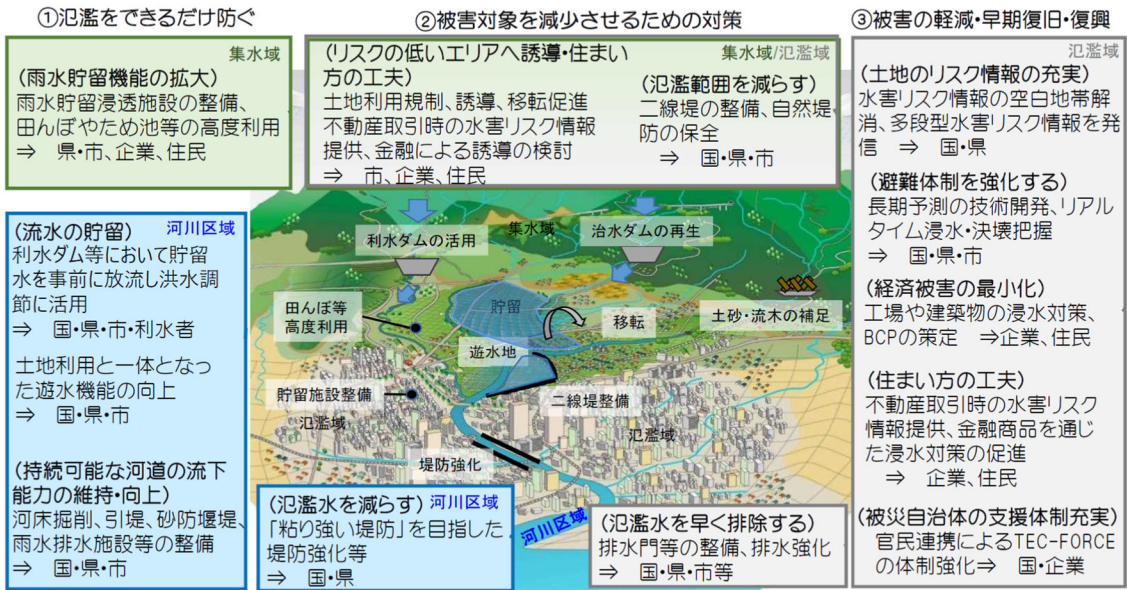 ①氾濫をできるだけ防ぐ
集水域
(雨水貯留機能の拡大)
雨水貯留浸透施設の整備、
田んぼやため池等の高度利用
⇒ 県・市、企業、住民
河川区域
(流水の貯留)
利水ダム等において貯留
水を事前に放流し洪水調
節に活用
⇒ 国・県・市・利水者
土地利用と一体となっ
た遊水機能の向上
⇒ 国・県・市
(持続可能な河道の流下
能力の維持・向上)
河床掘削、引堤、砂防堰堤、
雨水排水施設等の整備
⇒ 国・県・市
(氾濫水を減らす) 河川区域
「粘り強い堤防」を目指した
堤防強化等
⇒ 国・県
②被害対象を減少させるための対策
集水域/氾濫域
(リスクの低いエリアへ誘導・住まい
方の工夫)
土地利用規制、誘導、移転促進
不動産取引時の水害リスク情報
提供、金融による誘導の検討
⇒ 市、企業、住民
(氾濫範囲を減らす)
二線堤の整備、自然堤
防の保全
⇒ 国・県・市
利水ダムの活用
集水域
治水ダムの再生
田んぼ等
高度利用
貯留
移転
土砂・流木の補足
遊水地
貯留施設整備
二線堤整備
氾濫域
氾濫域
堤防強化
河川区域
(氾濫水を早く排除する)
排水門等の整備、排水強化
⇒ 国・県・市等
③被害の軽減・早期復旧・復興
氾濫域
(土地のリスク情報の充実)
水害リスク情報の空白地帯解
消、多段型水害リスク情報を発
信 ⇒ 国・県
(避難体制を強化する)
長期予測の技術開発、リアル
タイム浸水・決壊把握
⇒ 国・県・市
(経済被害の最小化)
工場や建築物の浸水対策、
BCPの策定 ⇒企業、住民
(住まい方の工夫)
不動産取引時の水害リスク
情報提供、金融商品を通じ
た浸水対策の促進
⇒ 企業、住民
(被災自治体の支援体制充実)
官民連携によるTEC-FORCE
の体制強化⇒ 国・企業